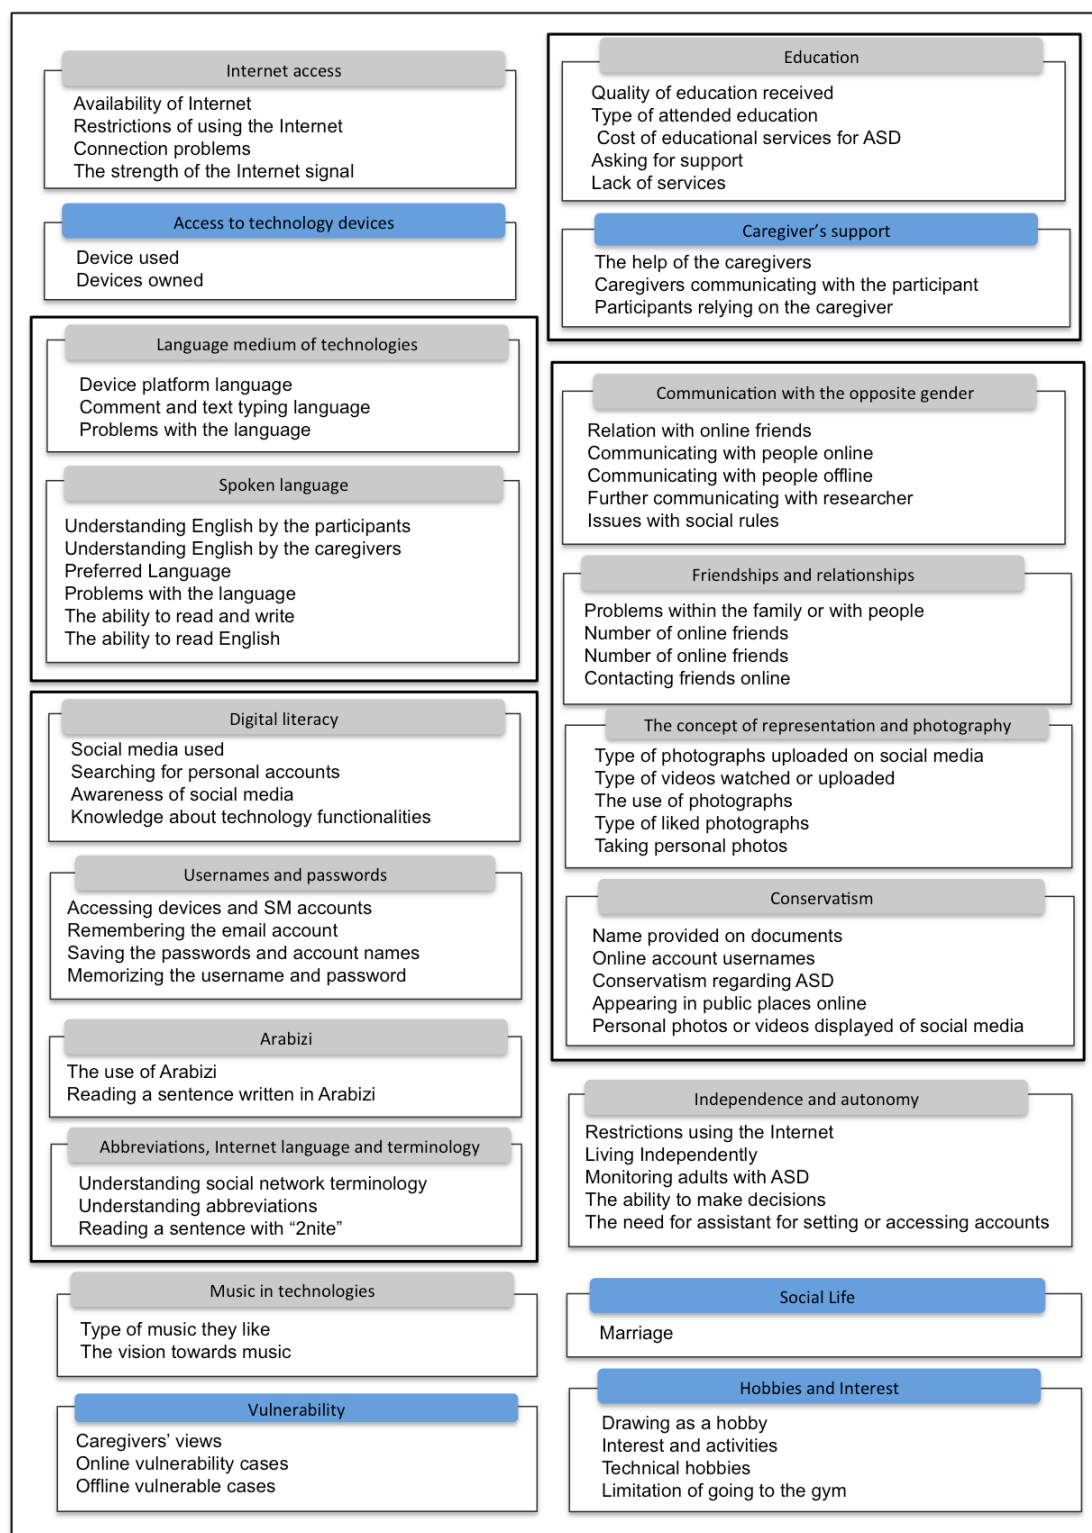 Internet access
Availability of Internet
Restrictions of using the Internet
Connection problems
The strength of the Internet signal
Access to technology devices
Device used
Devices owned
Language medium of technologies
Device platform language
Comment and text typing language
Problems with the language
Spoken language
Understanding English by the participants
Understanding English by the caregivers
Preferred Language
Problems with the language
The ability to read and write
The ability to read English
Digital literacy
Social media used
Searching for personal accounts
Awareness of social media
Knowledge about technology functionalities
Usernames and passwords
Accessing devices and SM accounts
Remembering the email account
Saving the passwords and account names
Memorizing the username and password
Arabizi
The use of Arabizi
Reading a sentence written in Arabizi
Abbreviations, Internet language and terminology
Understanding social network terminology
Understanding abbreviations
Reading a sentence with “2nite”
Music in technologies
Type of music they like
The vision towards music
Vulnerability
Caregivers’ views
Online vulnerability cases
Offline vulnerable cases
Education
Quality of education received
Type of attended education
Cost of educational services for ASD
Asking for support
Lack of services
Caregiver’s support
The help of the caregivers
Caregivers communicating with the participant
Participants relying on the caregiver
Communication with the opposite gender
Relation with online friends
Communicating with people online
Communicating with people offline
Further communicating with researcher
Issues with social rules
Friendships and relationships
Problems within the family or with people
Number of online friends
Number of online friends
Contacting friends online
The concept of representation and photography
Type of photographs uploaded on social media
Type of videos watched or uploaded
The use of photographs
Type of liked photographs
Taking personal photos
Conservatism
Name provided on documents
Online account usernames
Conservatism regarding ASD
Appearing in public places online
Personal photos or videos displayed of social media
Independence and autonomy
Restrictions using the Internet
Living Independently
Monitoring adults with ASD
The ability to make decisions
The need for assistant for setting or accessing accounts
Social Life
Marriage
Hobbies and Interest
Drawing as a hobby
Interest and activities
Technical hobbies
Limitation of going to the gym